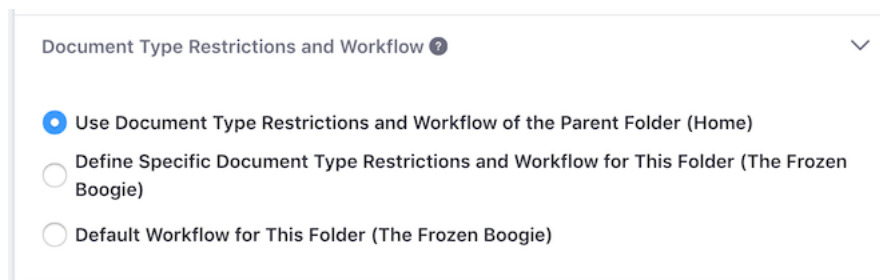 Document Type Restrictions and Workflow ?
Use Document Type Restrictions and Workflow of the Parent Folder (Home)
Define Specific Document Type Restrictions and Workflow for This Folder (The Frozen
Boogie)
Default Workflow for This Folder (The Frozen Boogie)